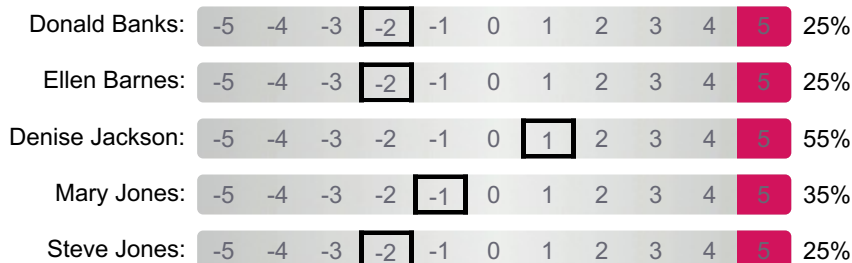 Donald Banks: -5 -4 -3 -2 -1 0 1 2 3 4 5 25%
Ellen Barnes: -5 -4 -3 -2 -1 0 1 2 3 4 5 25%
Denise Jackson: -5 -4 -3 -2 -1 0 1 2 3 4 5 55%
Mary Jones: -5 -4 -3 -2 -1 0 1 2 3 4 5 35%
Steve Jones: -5 -4 -3 -2 -1 0 1 2 3 4 5 25%